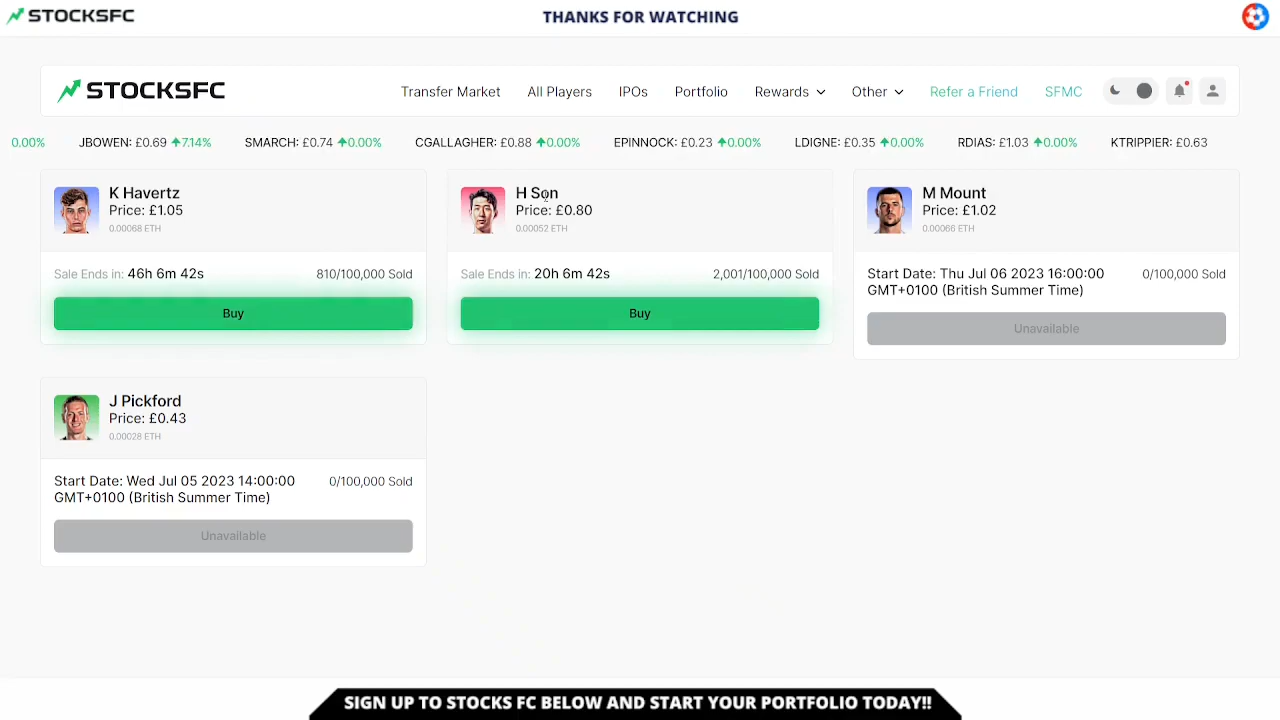 STOCKSFC
THANKS FOR WATCHING
STOCKSFC
Transfer Market
All Players
IPOs
Portfolio
Rewards
Other
Refer a Friend
SFMC
0.00% JBOWEN: £0.69 7.14% SMARCH: £0.74 0.00% CGALLAGHER: £0.88 0.00% EPINNOCK: £0.23 0.00% LDIGNE: £0.35 0.00% RDIAS: £1.03 0.00% KTRIPPIER: £0.63
K Havertz
Price: £1.05
0.00068 ETH
Sale Ends in: 46h 6m 42s
810/100,000 Sold
Buy
H Son
Price: £0.80
0.00052 ETH
Sale Ends in: 20h 6m 42s
2,001/100,000 Sold
Buy
M Mount
Price: £1.02
0.00066 ETH
Start Date: Thu Jul 06 2023 16:00:00
GMT+0100 (British Summer Time)
0/100,000 Sold
Unavailable
J Pickford
Price: £0.43
0.00028 ETH
Start Date: Wed Jul 05 2023 14:00:00
GMT+0100 (British Summer Time)
0/100,000 Sold
Unavailable
SIGN UP TO STOCKS FC BELOW AND START YOUR PORTFOLIO TODAY!!